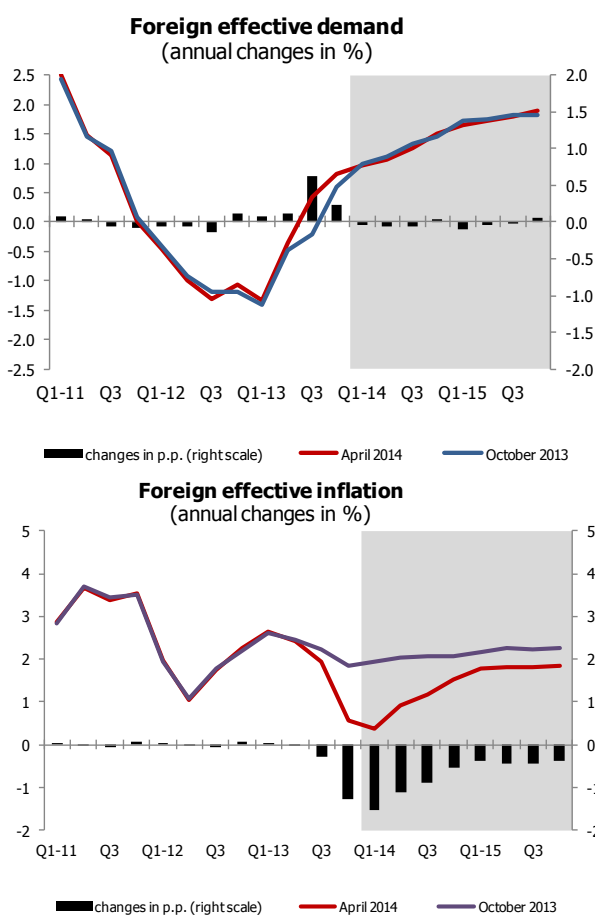 Foreign effective demand
(annual changes in %)
2.5 2.0
2.0 1.5
1.5 1.0
1.0 0.5
0.5 0.0
0.0 -0.5
-0.5 -1.0
-1.0 -1.5
-1.5 -2.0
-2.0
-2.5
Q1-11 Q3 Q1-12 Q3 Q1-13 Q3 Q1-14 Q3 Q1-15 Q3
changes in p.p. (right scale) April 2014 October 2013
Foreign effective inflation
(annual changes in %)
5 5
4 4
3 3
2 2
1 1
0 0
-1 -1
-2 -2
Q1-11 Q3 Q1-12 Q3 Q1-13 Q3 Q1-14 Q3 Q1-15 Q3
changes in p.p. (right scale) April 2014 October 2013